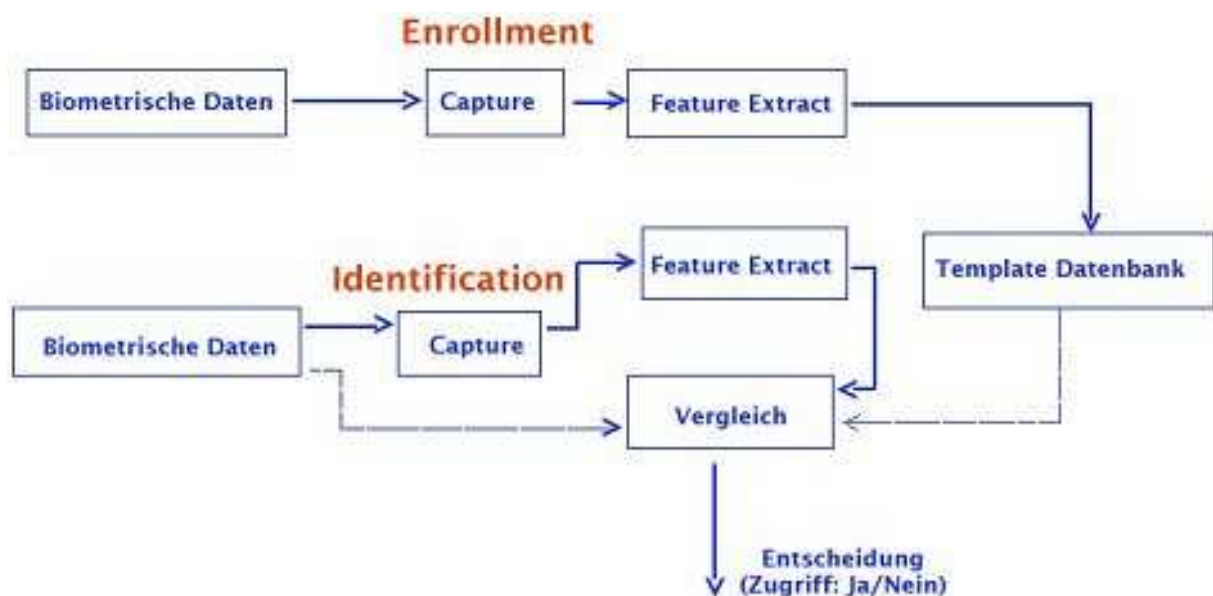 Enrollment
Biometrische Daten
Capture
Feature Extract
Identification
Feature Extract
Template Datenbank
Biometrische Daten
Capture
Vergleich
Entscheidung
(Zugriff: Ja/Nein)